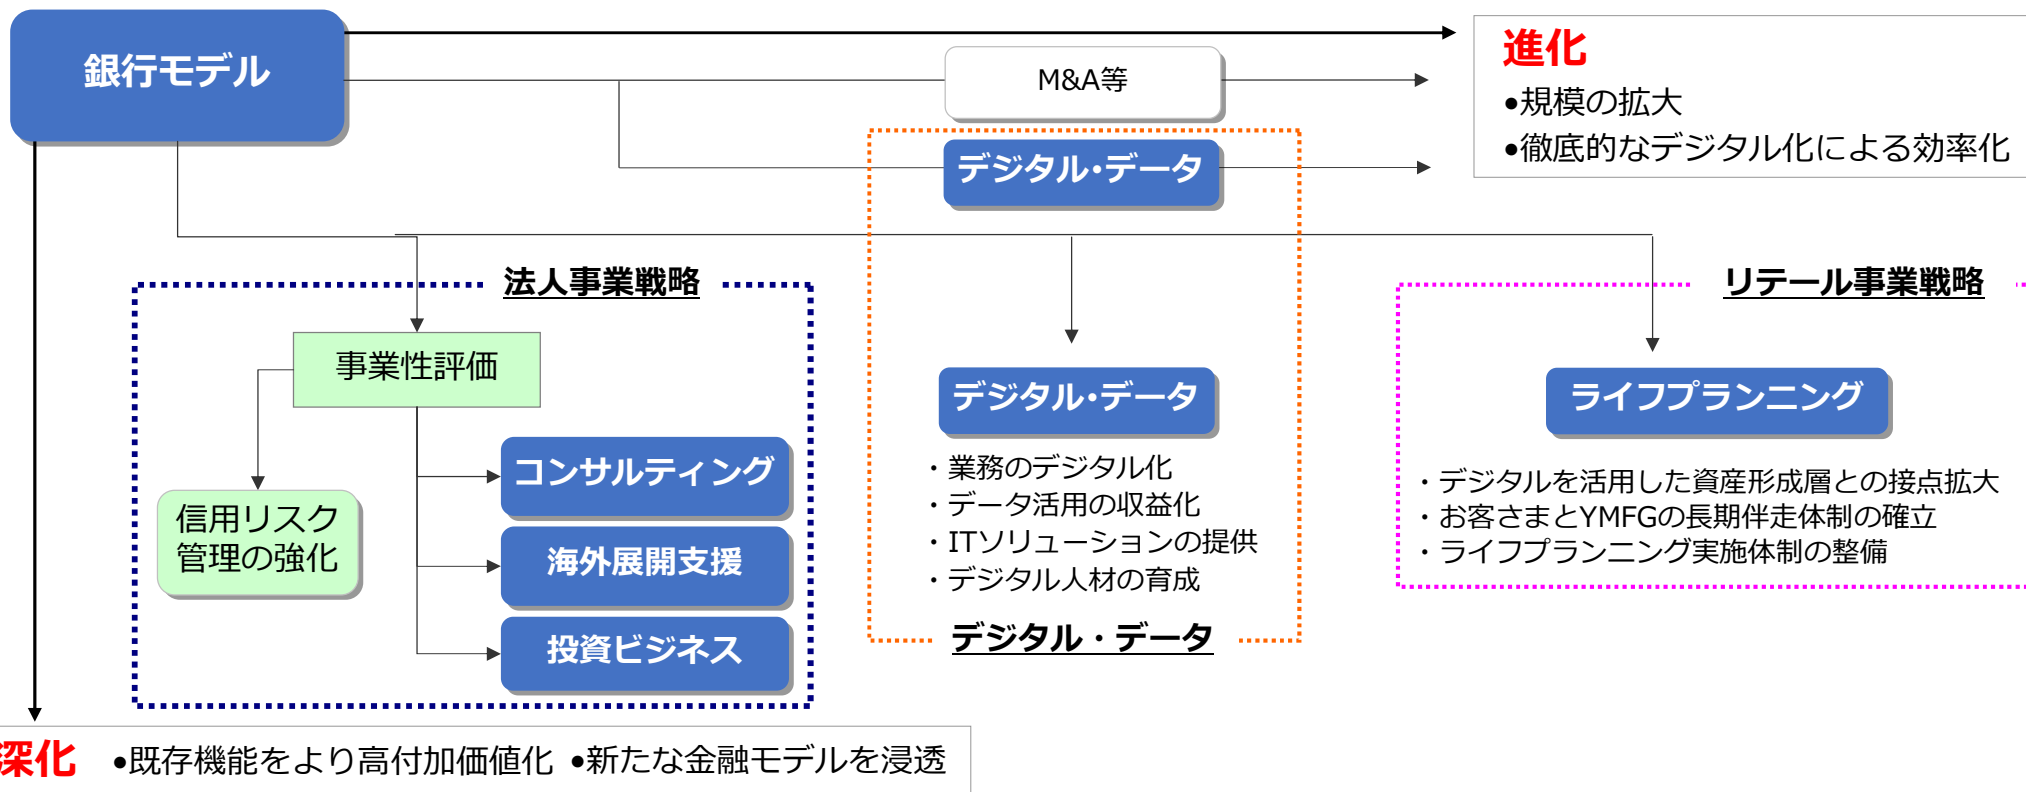 銀行モデル
M&A等
デジタル・データ
進化
•規模の拡大
•徹底的なデジタル化による効率化
法人事業戦略
事業性評価
信用リスク
管理の強化
コンサルティング
海外展開支援
投資ビジネス
デジタル・データ
・業務のデジタル化
・データ活用の収益化
・ITソリューションの提供
・デジタル人材の育成
デジタル・データ
リテール事業戦略
ライフプランニング
・デジタルを活用した資産形成層との接点拡大
・お客さまとYMFGの長期伴走体制の確立
・ライフプランニング実施体制の整備
深化 •既存機能をより高付加価値化 •新たな金融モデルを浸透